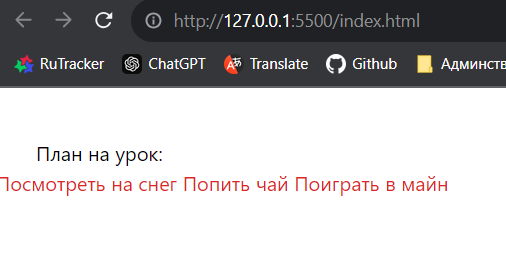 http://127.0.0.1:5500/index.html
RuTracker ChatGPT Translate Github Админств
План на урок:
Посмотреть на снег Попить чай Поиграть в майн